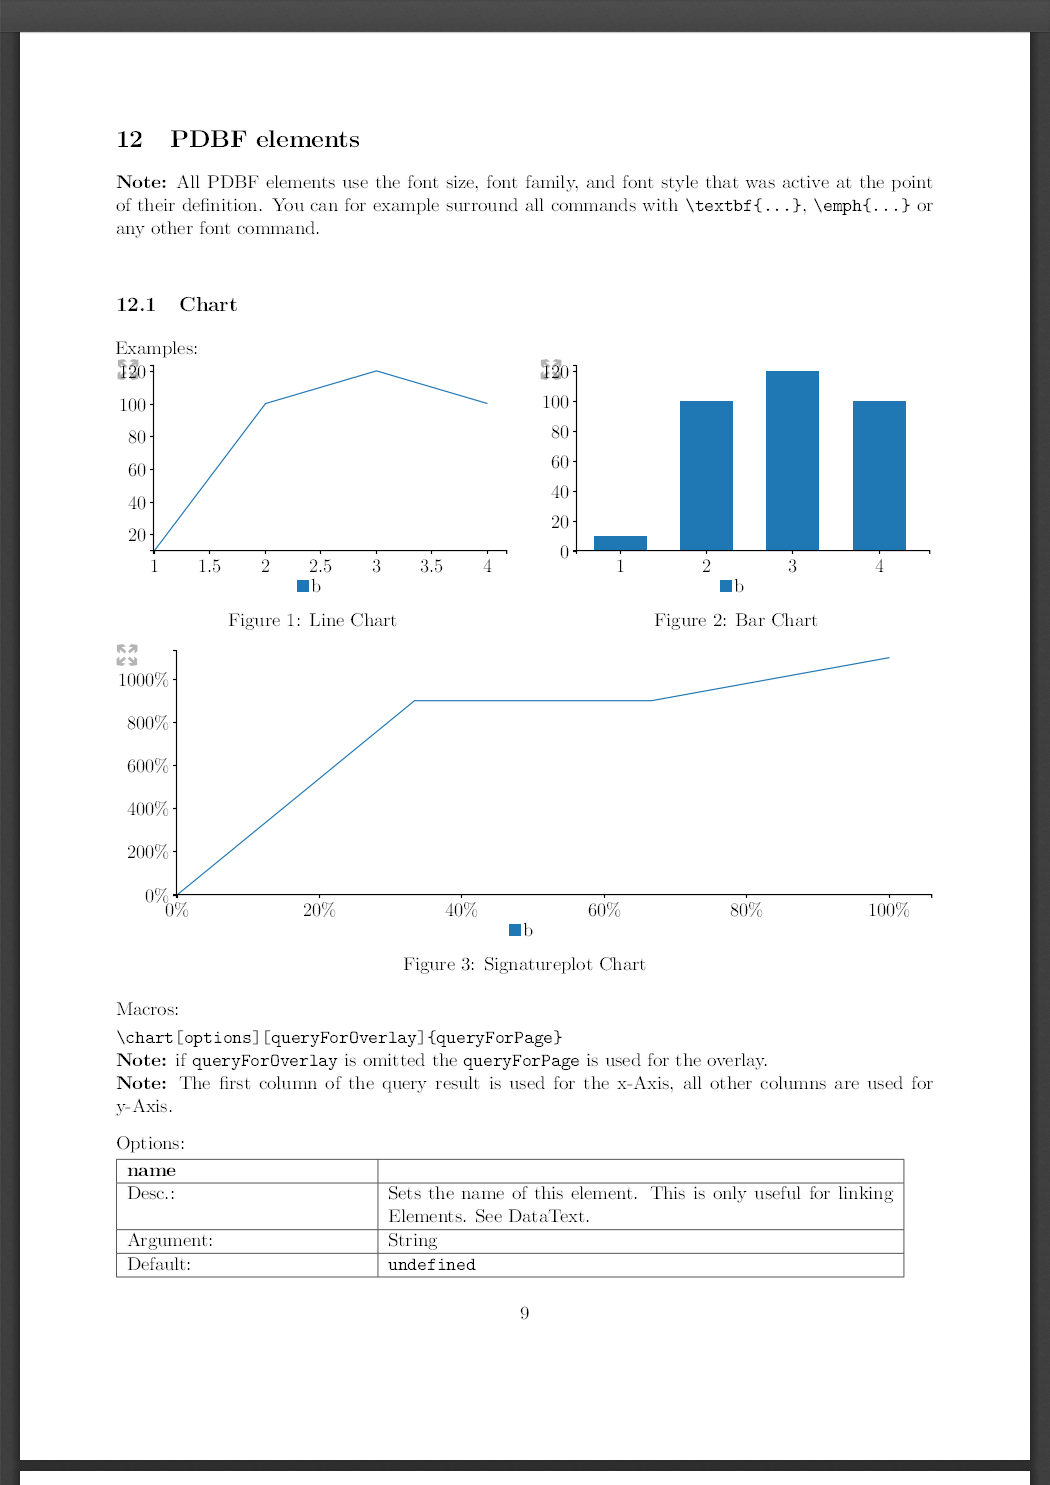 12 PDBF elements
Note: All PDBF elements use the font size, font family, and font style that was active at the point
of their definition. You can for example surround all commands with \textbf{...}, \emph{...} or
any other font command.
12.1 Chart
Examples:
120
100
80
60
40
20
1 1.5 2 2.5 3 3.5 4
b
Figure 1: Line Chart
120
100
80
60
40
20
0
1 2 3 4
b
Figure 2: Bar Chart
1000%
800%
600%
400%
200%
0%
0% 20% 40% 60% 80% 100%
b
Figure 3: Signatureplot Chart
Macros:
\chart[options][queryForOverlay]{queryForPage}
Note: if queryForOverlay is omitted the queryForPage is used for the overlay.
Note: The first column of the query result is used for the x-Axis, all other columns are used for
y-Axis.
Options:
name
Desc.: Sets the name of this element. This is only useful for linking
Elements. See DataText.
Argument: String
Default: undefined
9